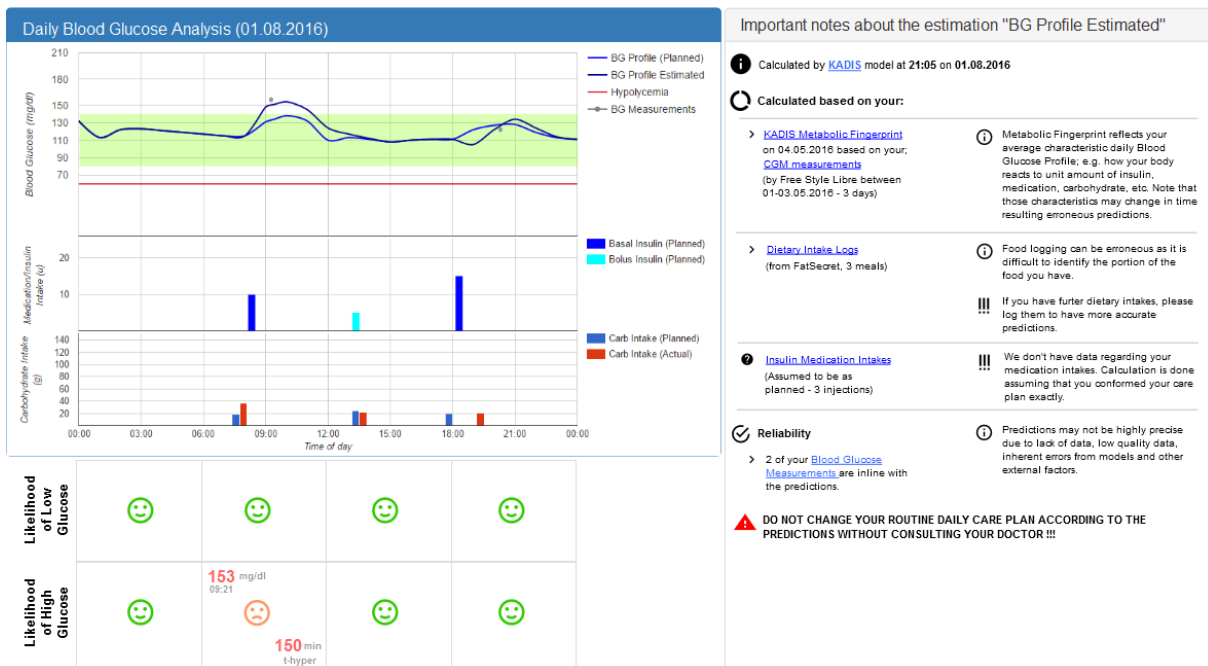 Daily Blood Glucose Analysis (01.08.2016)
210
180
150
130
110
90
70
Blood Glucose (mg/dl)
BG Profile (Planned)
BG Profile Estimated
Hypolycemia
BG Measurements
20
10
Medication/Insulin
Intake (u)
Basal Insulin (Planned)
Bolus Insulin (Planned)
140
120
100
80
60
40
20
Carbohydrate Intake
(g)
Carb Intake (Planned)
Carb Intake (Actual)
00:00 03:00 06:00 09:00 12:00 15:00 18:00 21:00 00:00
Time of day
Likelihood
of Low
Glucose
Likelihood
of High
Glucose
153 mg/dl
09:21
150 min
t-hyper
Important notes about the estimation "BG Profile Estimated"
Calculated by KADIS model at 21:05 on 01.08.2016
Calculated based on your:
KADIS Metabolic Fingerprint
on 04.05.2016 based on your;
CGM measurements
(by Free Style Libre between
01-03.05.2016 - 3 days)
Metabolic Fingerprint reflects your
average characteristic daily Blood
Glucose Profile; e.g. how your body
reacts to unit amount of insulin,
medication, carbohydrate, etc. Note that
those characteristics may change in time
resulting erroneous predictions.
Dietary Intake Logs
(from FatSecret, 3 meals)
Food logging can be erroneous as it is
difficult to identify the portion of the
food you have.
!!! If you have furter dietary intakes, please
log them to have more accurate
predictions.
Insulin Medication Intakes
(Assumed to be as
planned - 3 injections)
!!! We don't have data regarding your
medication intakes. Calculation is done
assuming that you conformed your care
plan exactly.
Reliability
2 of your Blood Glucose
Measurements are inline with
the predictions.
Predictions may not be highly precise
due to lack of data, low quality data,
inherent errors from models and other
external factors.
DO NOT CHANGE YOUR ROUTINE DAILY CARE PLAN ACCORDING TO THE
PREDICTIONS WITHOUT CONSULTING YOUR DOCTOR !!!